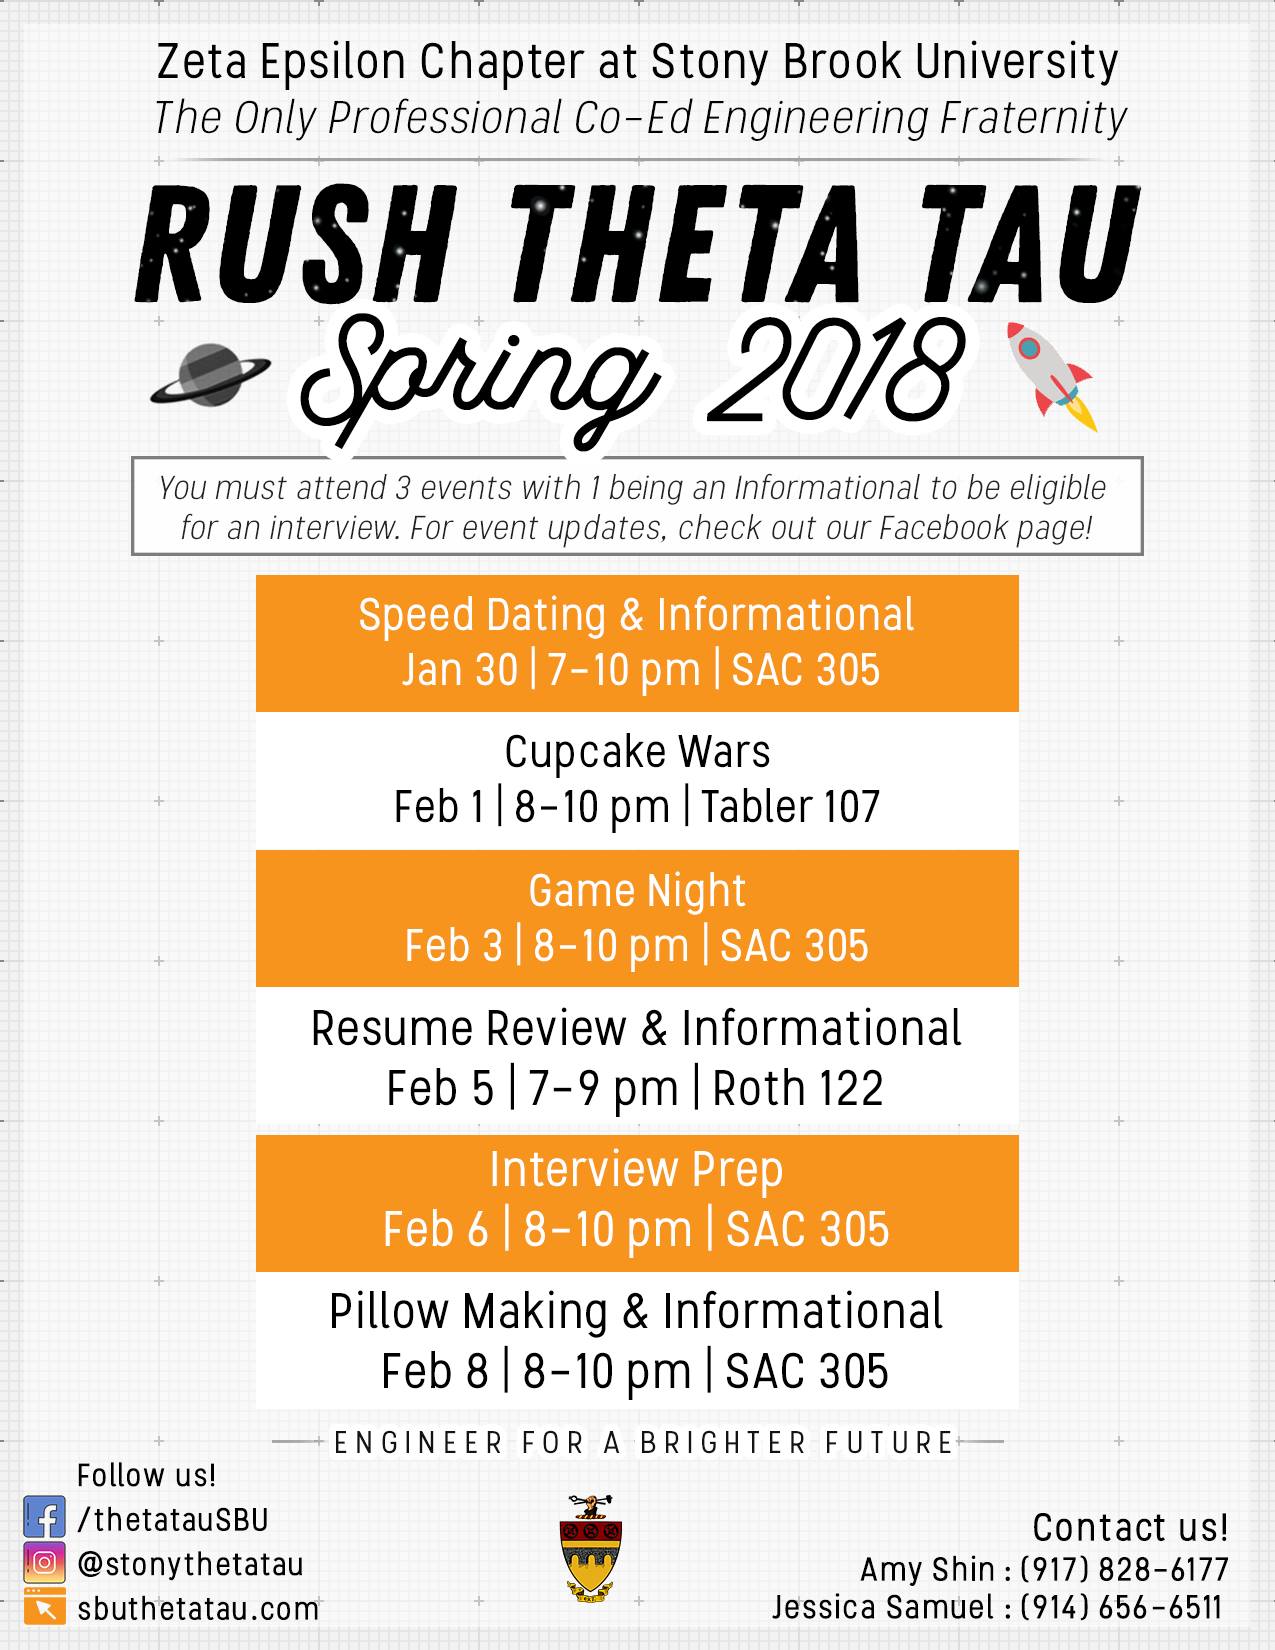 Zeta Epsilon Chapter at Stony Brook University
The Only Professional Co-Ed Engineering Fraternity
RUSH THETA TAU
Spring 2018
You must attend 3 events with 1 being an Informational to be eligible
for an interview. For event updates, check out our Facebook page!
Speed Dating & Informational
Jan 30 | 7-10 pm | SAC 305
Cupcake Wars
Feb 1 | 8-10 pm | Tabler 107
Game Night
Feb 3 | 8-10 pm | SAC 305
Resume Review & Informational
Feb 5 | 7-9 pm | Roth 122
Interview Prep
Feb 6 | 8-10 pm | SAC 305
Pillow Making & Informational
Feb 8 | 8-10 pm | SAC 305
ENGINEER FOR A BRIGHTER FUTURE
Follow us!
/thetatauSBU
@stonythetatau
sbuthetatau.com
Contact us!
Amy Shin : (917) 828-6177
Jessica Samuel : (914) 656-6511